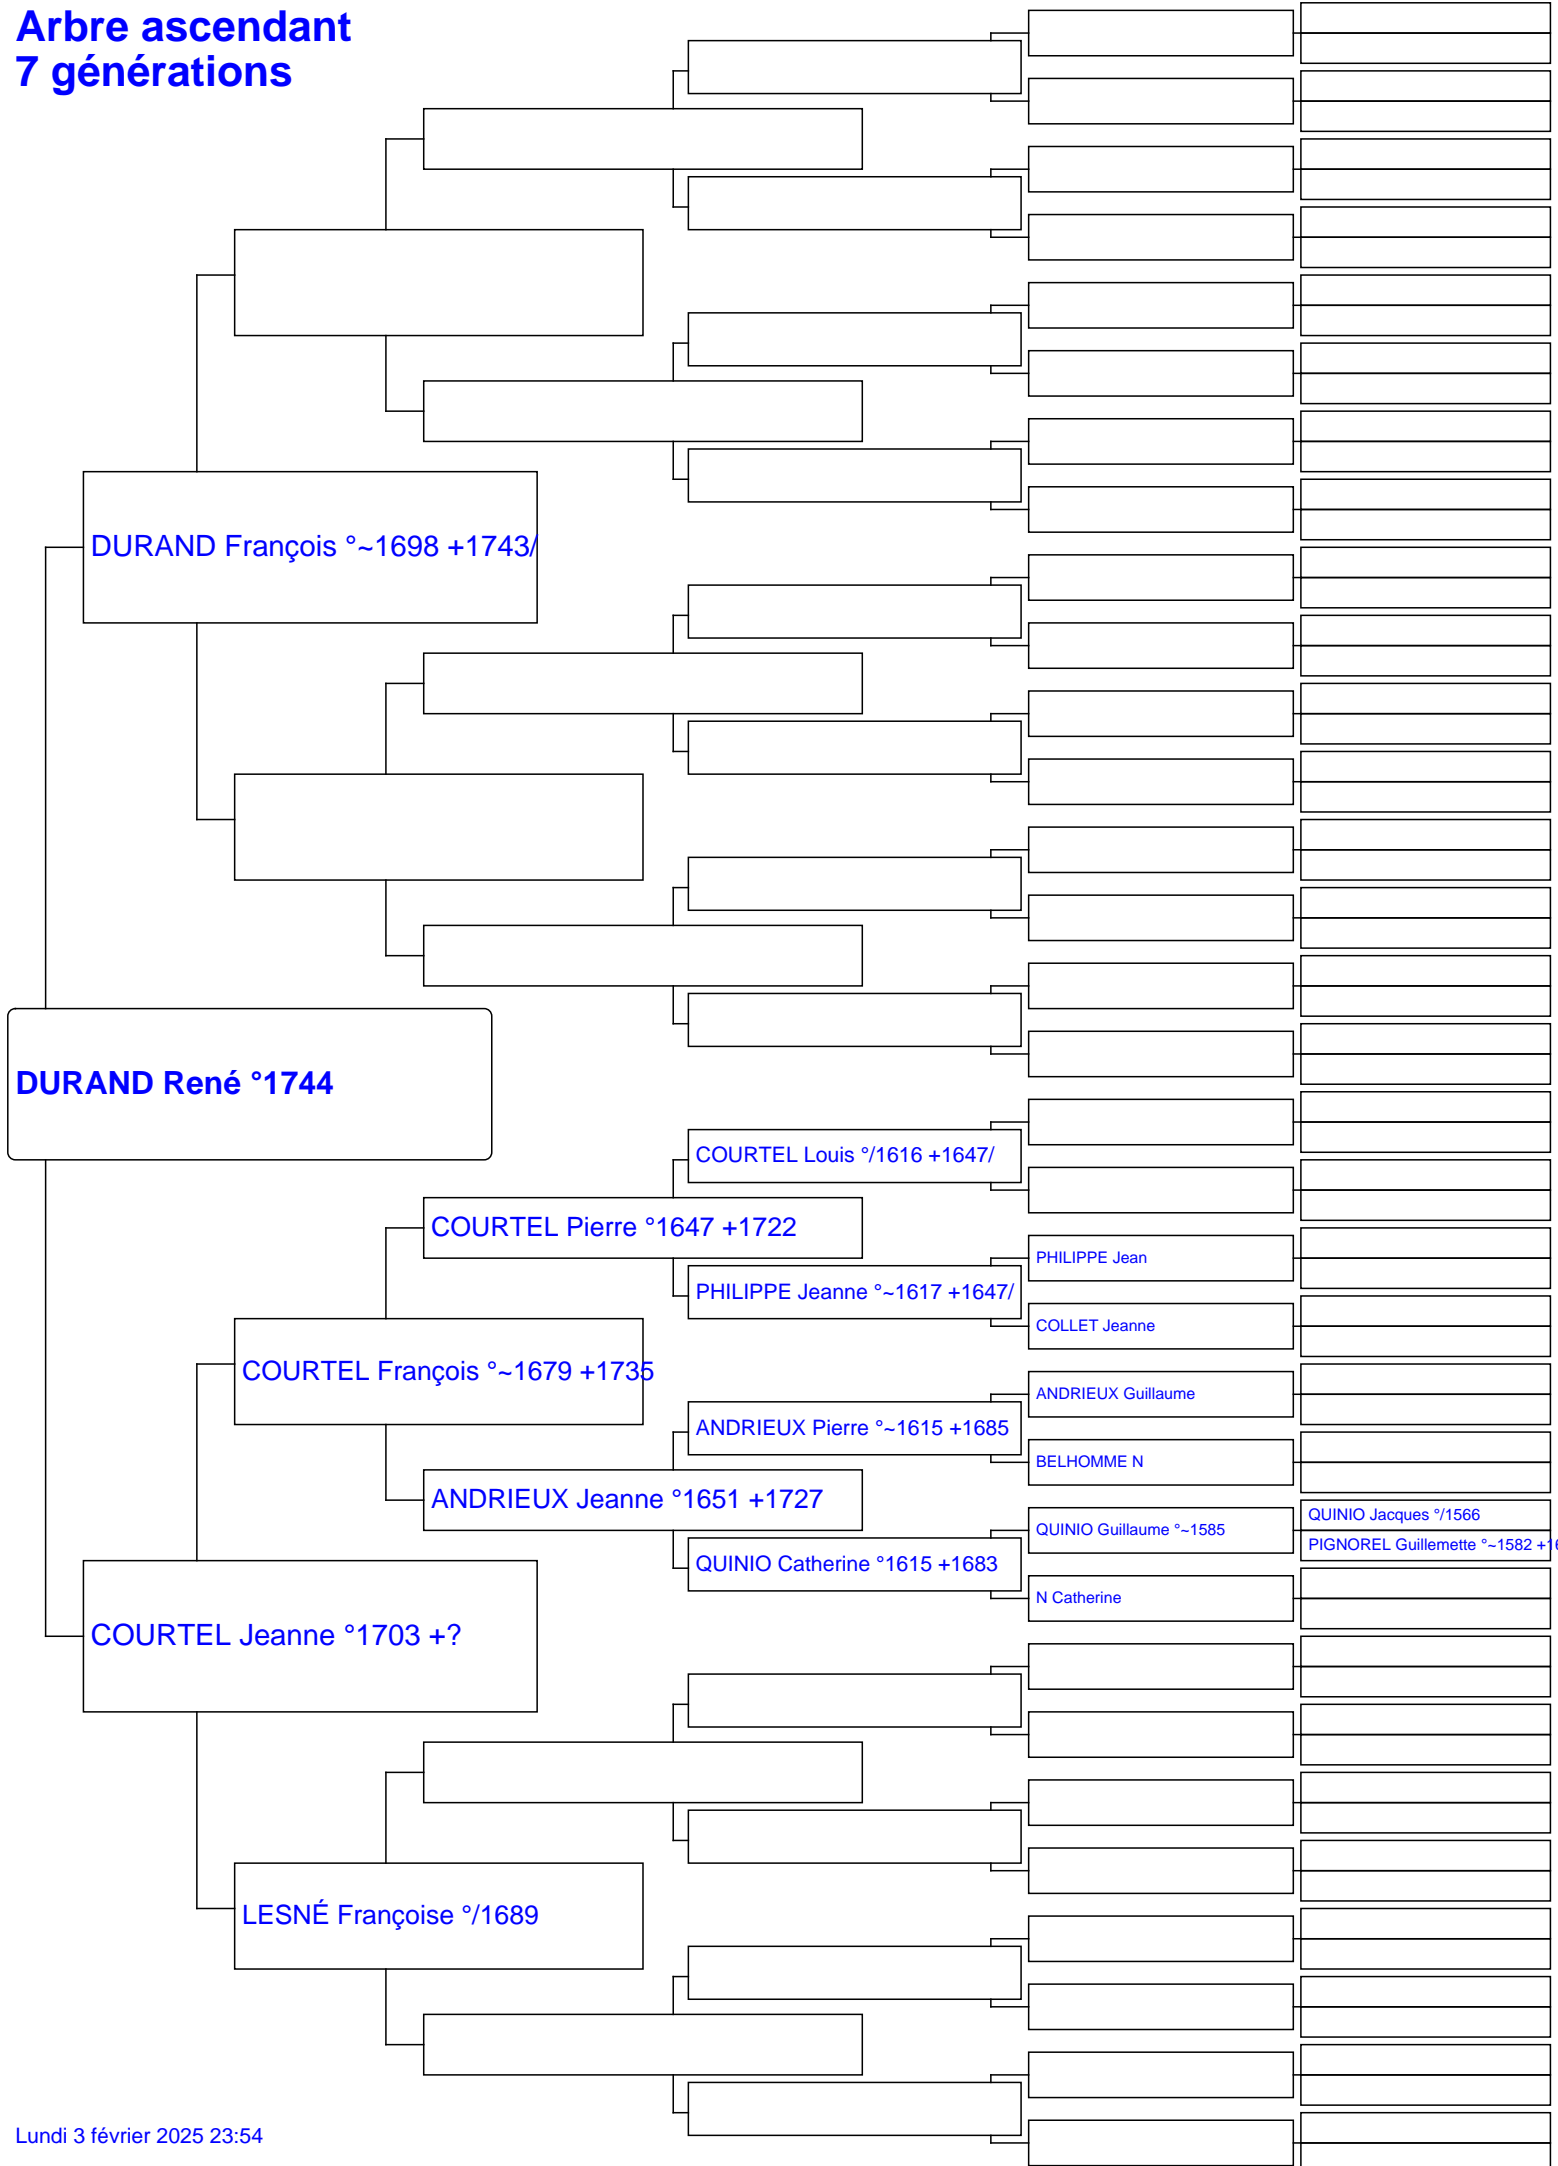 Arbre ascendant
7 générations
DURAND François °~1698 +1743/
DURAND René °1744
COURTEL Louis °/1616 +1647/
COURTEL Pierre °1647 +1722
PHILIPPE Jean
PHILIPPE Jeanne °~1617 +1647/
COLLET Jeanne
COURTEL François °~1679 +1735
ANDRIEUX Guillaume
ANDRIEUX Pierre °~1615 +1685
BELHOMME N
ANDRIEUX Jeanne °1651 +1727
QUINIO Jacques °/1566
QUINIO Guillaume °~1585
PIGNOREL Guillemette °~1582 +1
QUINIO Catherine °1615 +1683
N Catherine
COURTEL Jeanne °1703 +?
LESNÉ Françoise °/1689
Lundi 3 février 2025 23:54